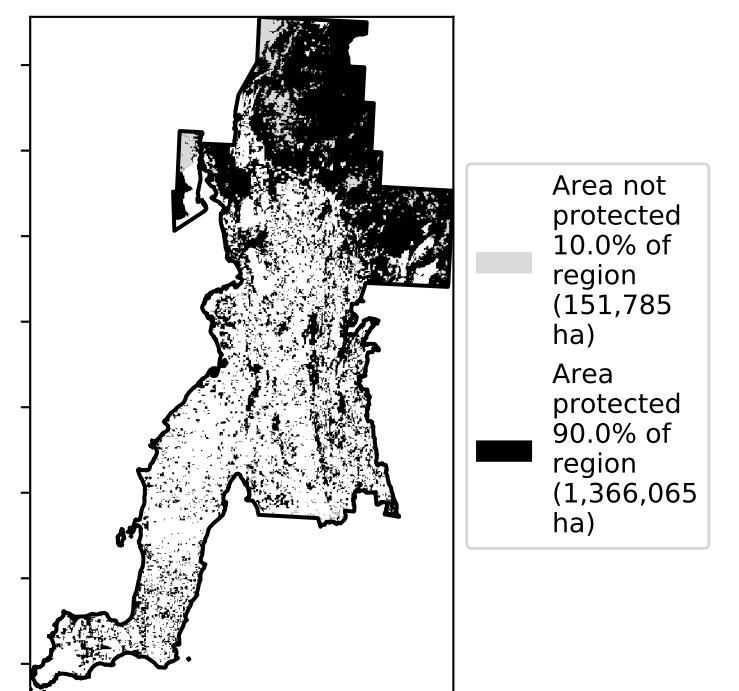 Area not
protected
10.0% of
region
(151,785
ha)
Area
protected
90.0% of
region
(1,366,065
ha)